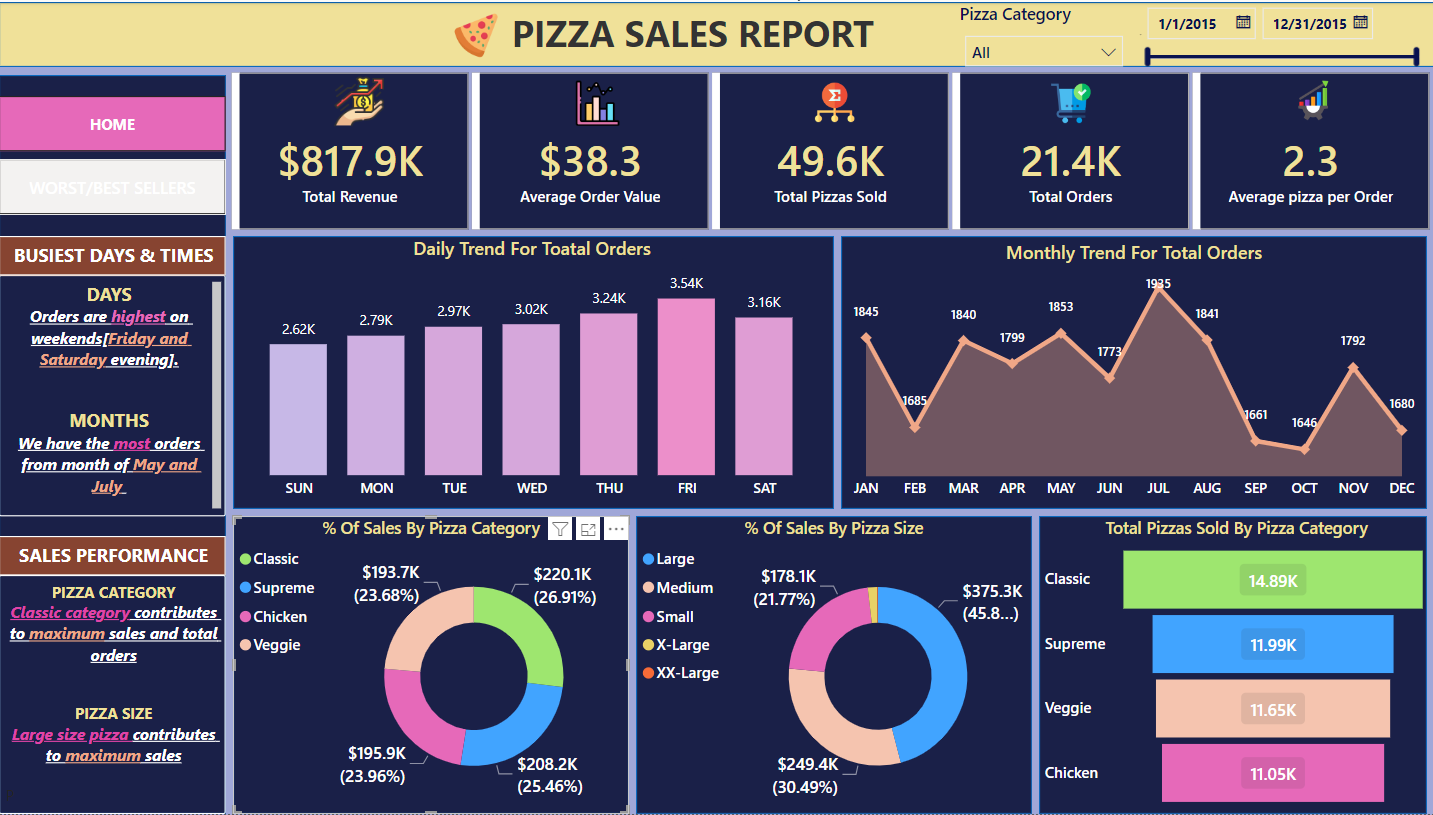 PIZZA SALES REPORT
Pizza Category
All
1/1/2015
12/31/2015
HOME
WORST/BEST SELLERS
$817.9K
Total Revenue
$38.3
Average Order Value
49.6K
Total Pizzas Sold
21.4K
Total Orders
2.3
Average pizza per Order
BUSIEST DAYS & TIMES
DAYS
Orders are highest on
weekends[Friday and
Saturday evening].
MONTHS
We have the most orders
from month of May and
July
Daily Trend For Toatal Orders
2.62K
2.79K
2.97K
3.02K
3.24K
3.54K
3.16K
SUN
MON
TUE
WED
THU
FRI
SAT
Monthly Trend For Total Orders
1845
1685
1840
1799
1853
1773
1935
1841
1661
1646
1792
1680
JAN
FEB
MAR
APR
MAY
JUN
JUL
AUG
SEP
OCT
NOV
DEC
SALES PERFORMANCE
PIZZA CATEGORY
Classic category contributes
to maximum sales and total
orders
PIZZA SIZE
Large size pizza contributes
to maximum sales
% Of Sales By Pizza Category
Classic
Supreme
Chicken
Veggie
$193.7K
(23.68%)
$220.1K
(26.91%)
$195.9K
(23.96%)
$208.2K
(25.46%)
% Of Sales By Pizza Size
Large
Medium
Small
X-Large
XX-Large
$178.1K
(21.77%)
$375.3K
(45.8...)
$249.4K
(30.49%)
Total Pizzas Sold By Pizza Category
Classic
14.89K
Supreme
11.99K
Veggie
11.65K
Chicken
11.05K